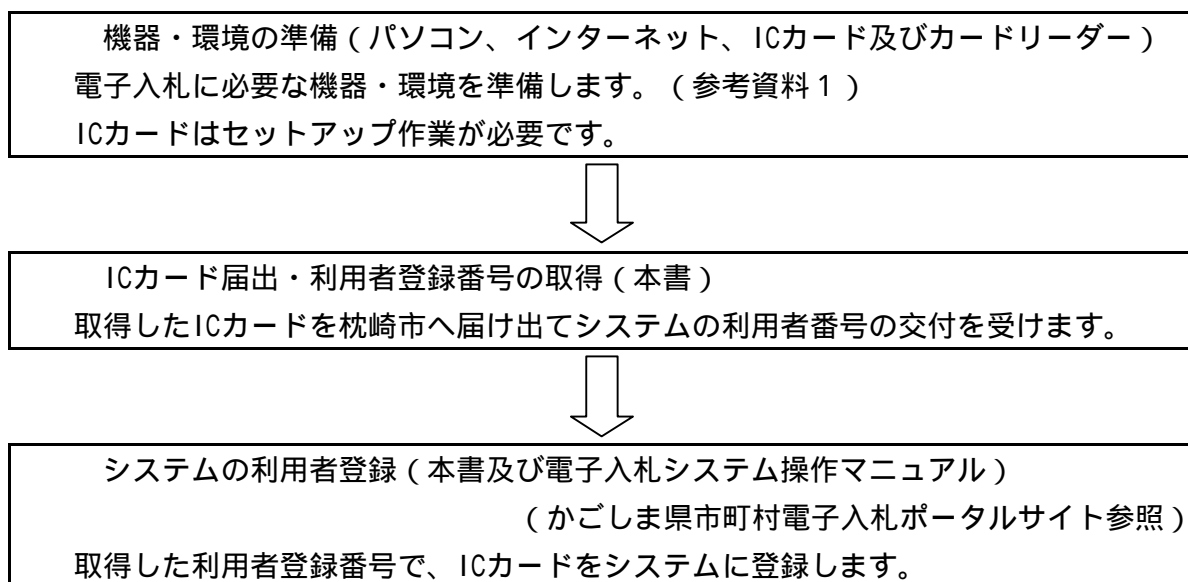 機器・環境の準備（パソコン、インターネット、ICカード及びカードリーダー）
電子入札に必要な機器・環境を準備します。（参考資料１）
ICカードはセットアップ作業が必要です。
ICカード届出・利用者登録番号の取得（本書）
取得したICカードを枕崎市へ届け出てシステムの利用者番号の交付を受けます。
システムの利用者登録（本書及び電子入札システム操作マニュアル）
（かごしま県市町村電子入札ポータルサイト参照）
取得した利用者登録番号で、ICカードをシステムに登録します。